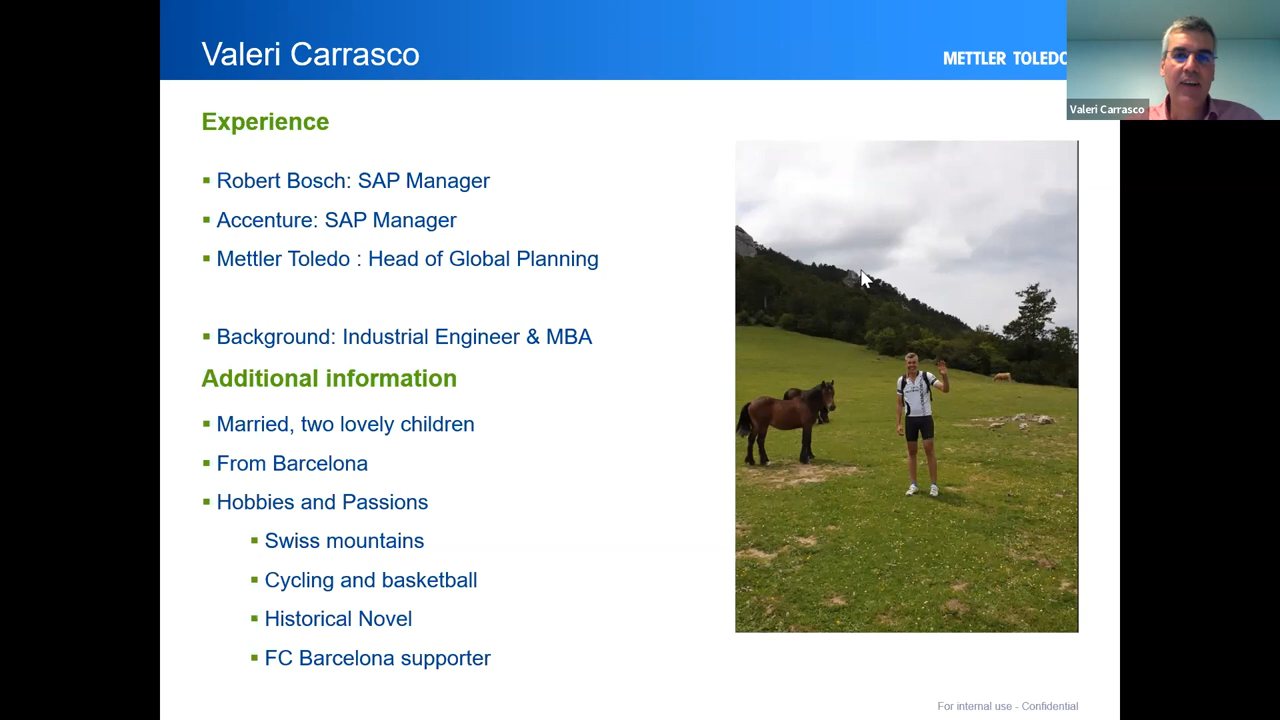 Valeri Carrasco
METTLER TOLEDO
Valeri Carrasco
Experience
Robert Bosch: SAP Manager
Accenture: SAP Manager
Mettler Toledo : Head of Global Planning
Background: Industrial Engineer & MBA
Additional information
Married, two lovely children
From Barcelona
Hobbies and Passions
Swiss mountains
Cycling and basketball
Historical Novel
FC Barcelona supporter
For internal use - Confidential